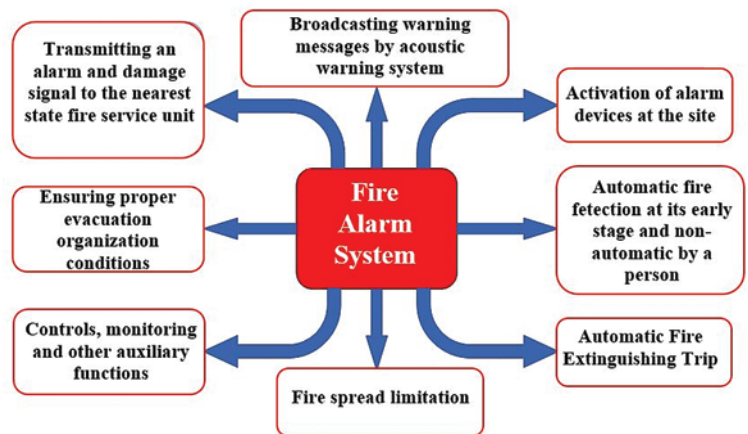 Transmitting an
alarm and damage
signal to the nearest
state fire service unit
Broadcasting warning
messages by acoustic
warning system
Activation of alarm
devices at the site
Ensuring proper
evacuation
organization
conditions
Fire
Alarm
System
Automatic fire
fetection at its early
stage and non-
automatic by a
person
Controls, monitoring
and other auxiliary
functions
Fire spread limitation
Automatic Fire
Extinguishing Trip